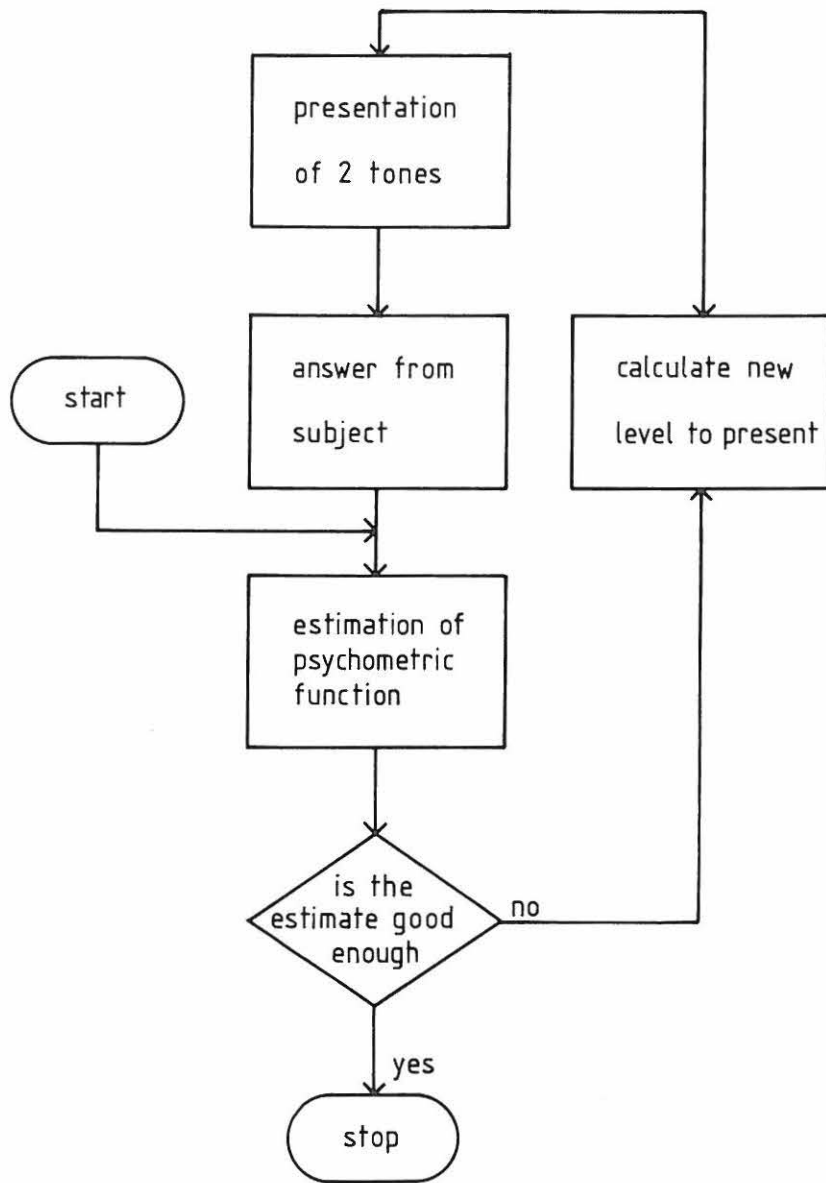 presentation
of 2 tones
answer from
subject
calculate new
level to present
start
estimation of
psychometric
function
is the
estimate good
enough
no
yes
stop